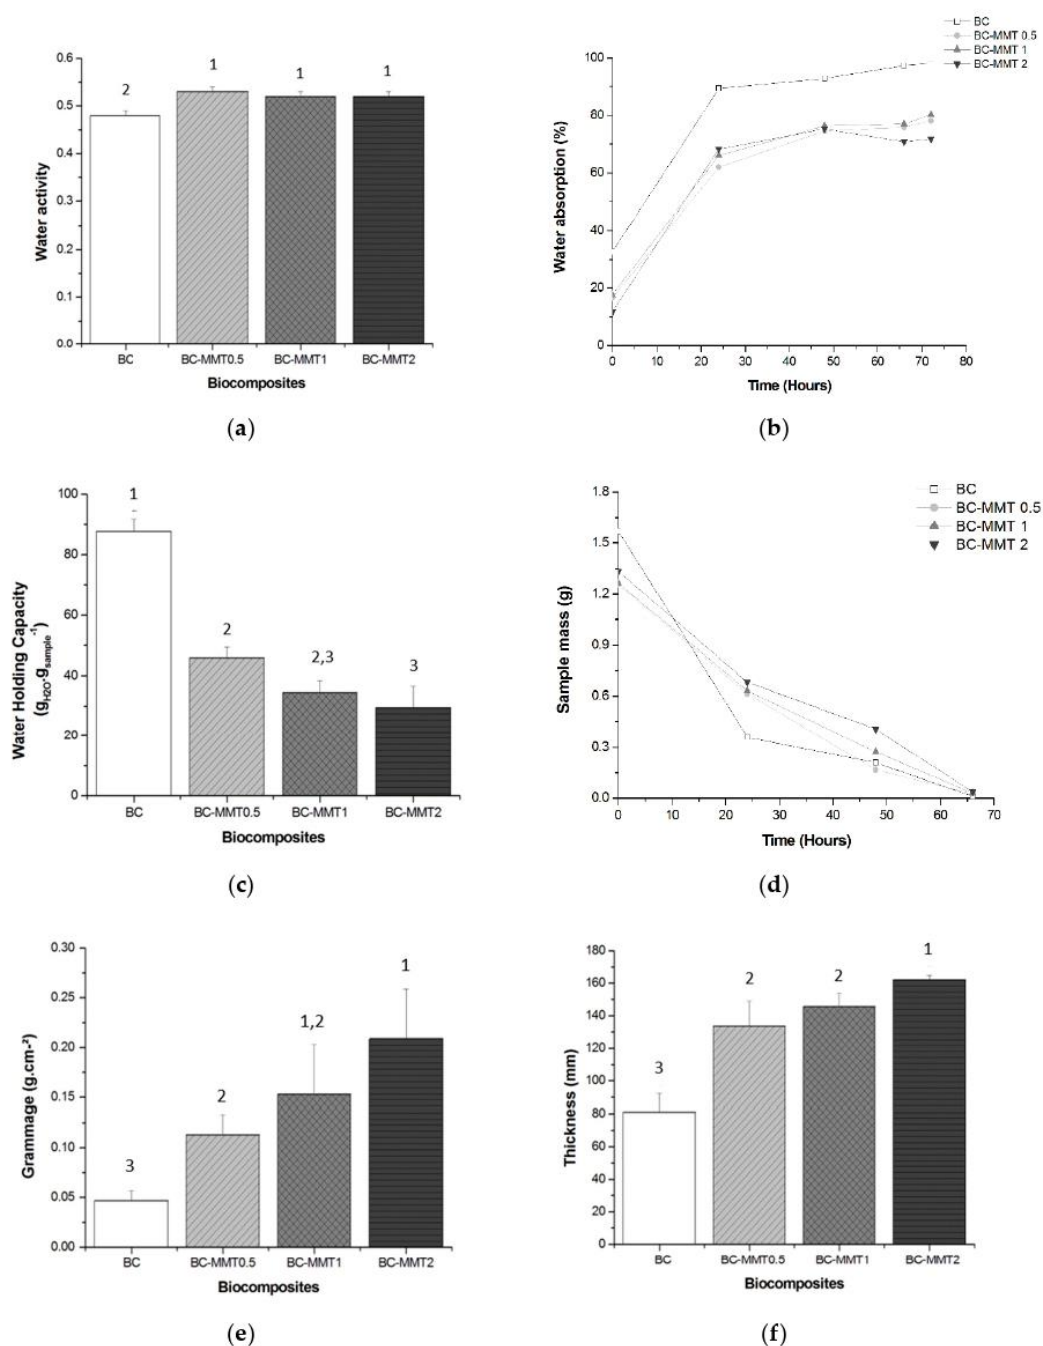 0.6
0.5
0.4
0.3
0.2
0.1
0.0
Water activity
2
1
1
1
BC
BC-MMT0.5
BC-MMT1
BC-MMT2
Biocomposites
(a)
BC
BC-MMT 0.5
BC-MMT 1
BC-MMT 2
100
80
60
40
20
0
Water absorption (%)
0 10 20 30 40 50 60 70 80
Time (Hours)
(b)
100
80
60
40
20
0
Water Holding Capacity
(gH2O.gsample-1)
1
2
2,3
3
BC
BC-MMT0.5
BC-MMT1
BC-MMT2
Biocomposites
(c)
BC
BC-MMT 0.5
BC-MMT 1
BC-MMT 2
1.8
1.5
1.2
0.9
0.6
0.3
0.0
Sample mass (g)
0 10 20 30 40 50 60 70
Time (Hours)
(d)
0.30
0.25
0.20
0.15
0.10
0.05
0.00
Grammage (g.cm-²)
3
2
1,2
1
BC
BC-MMT0.5
BC-MMT1
BC-MMT2
Biocomposites
(e)
180
160
140
120
100
80
60
40
20
0
Thickness (mm)
3
2
2
1
BC
BC-MMT0.5
BC-MMT1
BC-MMT2
Biocomposites
(f)